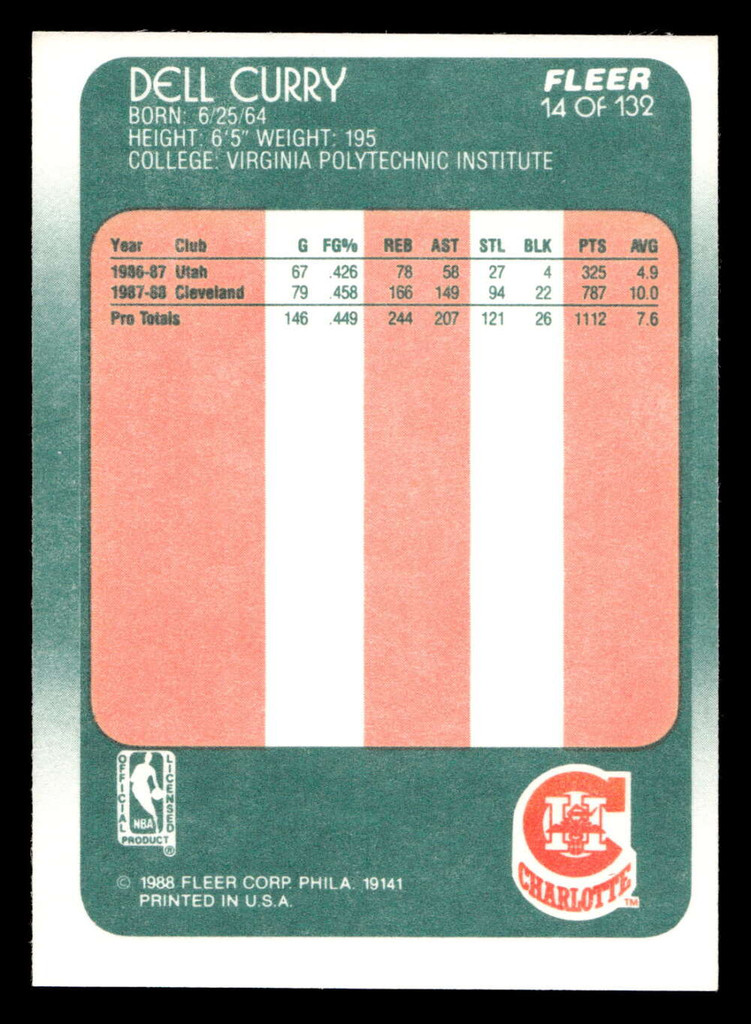 DELL CURRY
BORN: 6/25/64
HEIGHT: 6'5" WEIGHT: 195
COLLEGE: VIRGINIA POLYTECHNIC INSTITUTE
FLEER
14 OF 132
Year Club G FG% REB AST STL BLK PTS AVG
1986-87 Utah 67 .426 78 58 27 4 325 4.9
1987-88 Cleveland 79 .458 166 149 94 22 787 10.0
Pro Totals 146 .449 244 207 121 26 1112 7.6
OFFICIAL
LICENSED
NBA
PRODUCT ®
© 1988 FLEER CORP. PHILA. 19141
PRINTED IN U.S.A.
CHARLOTTE
TM